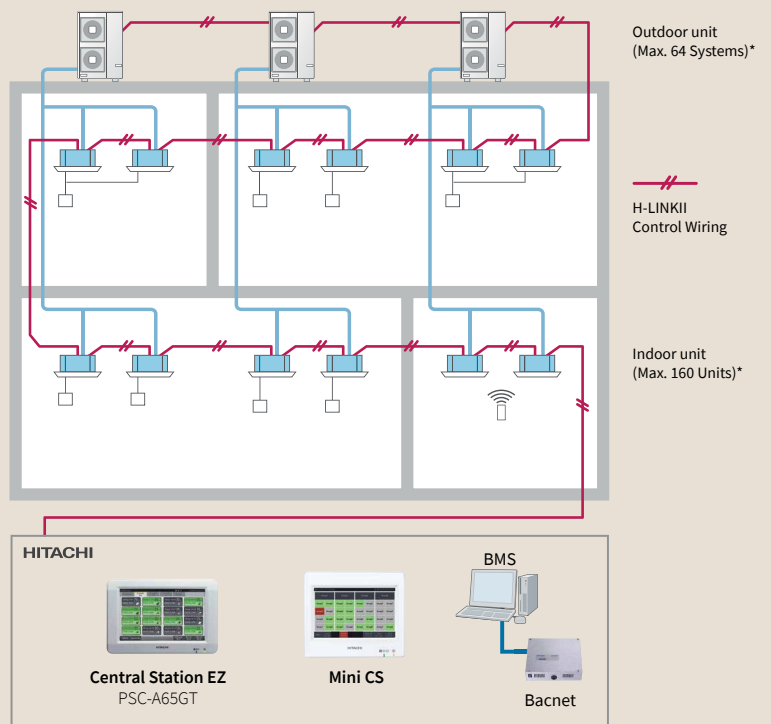 Outdoor unit
(Max. 64 Systems)*
H-LINKII
Control Wiring
Indoor unit
(Max. 160 Units)*
HITACHI
BMS
Central Station EZ
PSC-A65GT
Mini CS
Bacnet